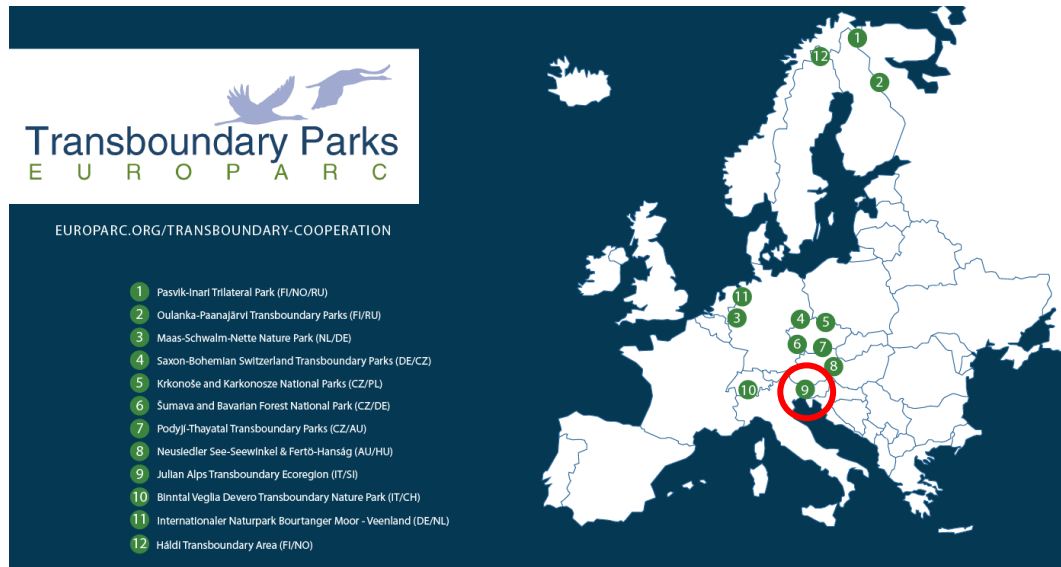 Transboundary Parks
EUROPARC
EUROPARC.ORG/TRANSBOUNDARY-COOPERATION
1 Pasvik-Inari Trilateral Park (FI/NO/RU)
2 Oulanka-Paanajärvi Transboundary Parks (FI/RU)
3 Maas-Schwalm-Nette Nature Park (NL/DE)
4 Saxon-Bohemian Switzerland Transboundary Parks (DE/CZ)
5 Krkonoše and Karkonosze National Parks (CZ/PL)
6 Šumava and Bavarian Forest National Park (CZ/DE)
7 Podyjí-Thayatal Transboundary Parks (CZ/AU)
8 Neusiedler See-Seewinkel & Fertö-Hanság (AU/HU)
9 Julian Alps Transboundary Ecoregion (IT/SI)
10 Binntal Veglia Devero Transboundary Nature Park (IT/CH)
11 Internationaler Naturpark Bourtanger Moor - Veenland (DE/NL)
12 Háldi Transboundary Area (FI/NO)
1
12
2
11
3
4
5
6
7
8
9
10